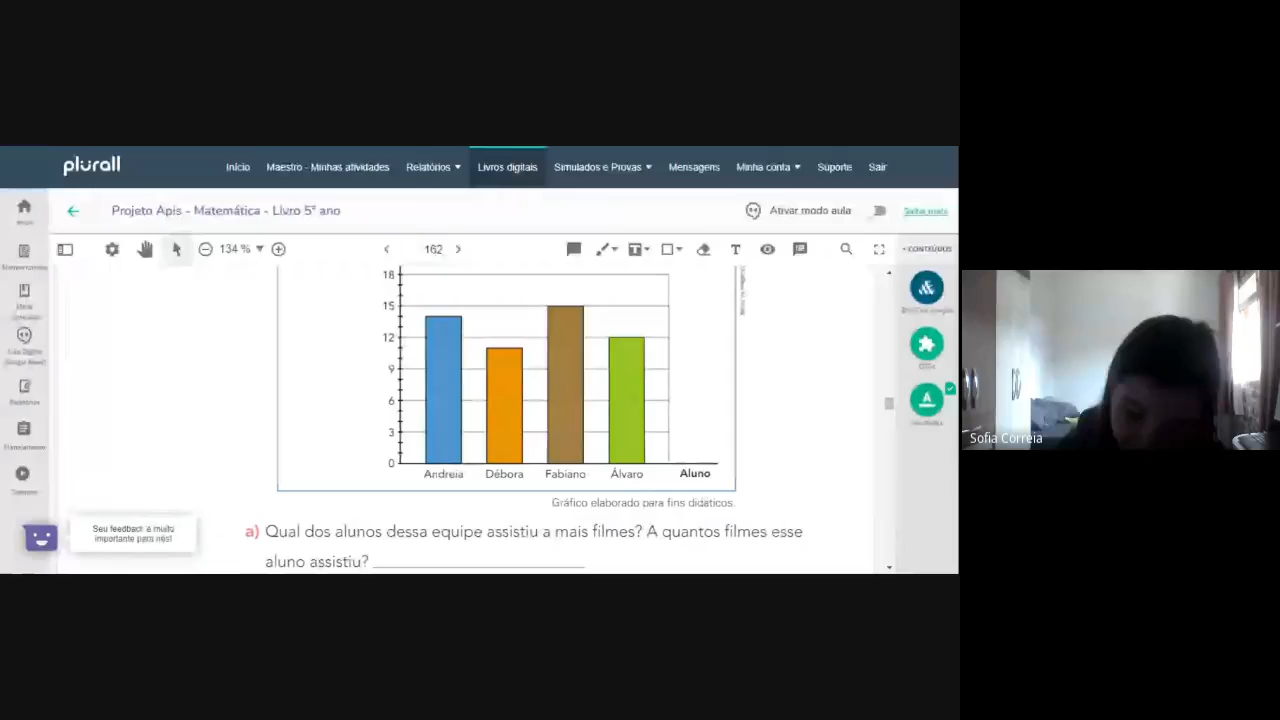 plurall
Início Maestro - Minhas atividades Relatórios Livros digitais Simulados e Provas Mensagens Minha conta Suporte Sair
Projeto Apis - Matemática - Livro 5° ano
Ativar modo aula
134 %
162
+ CONTEÚDOS
18
15
12
9
6
3
0
Andreia Débora Fabiano Álvaro Aluno
Gráfico elaborado para fins didáticos.
Seu feedback é muito
importante para nós!
a) Qual dos alunos dessa equipe assistiu a mais filmes? A quantos filmes esse
aluno assistiu?
Sofia Correia